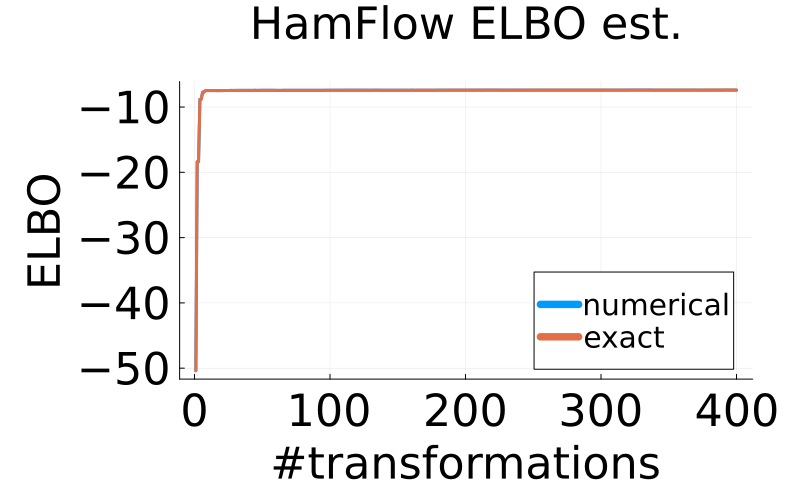 HamFlow ELBO est.
ELBO
−10
−20
−30
−40
−50
numerical
exact
0 100 200 300 400
#transformations